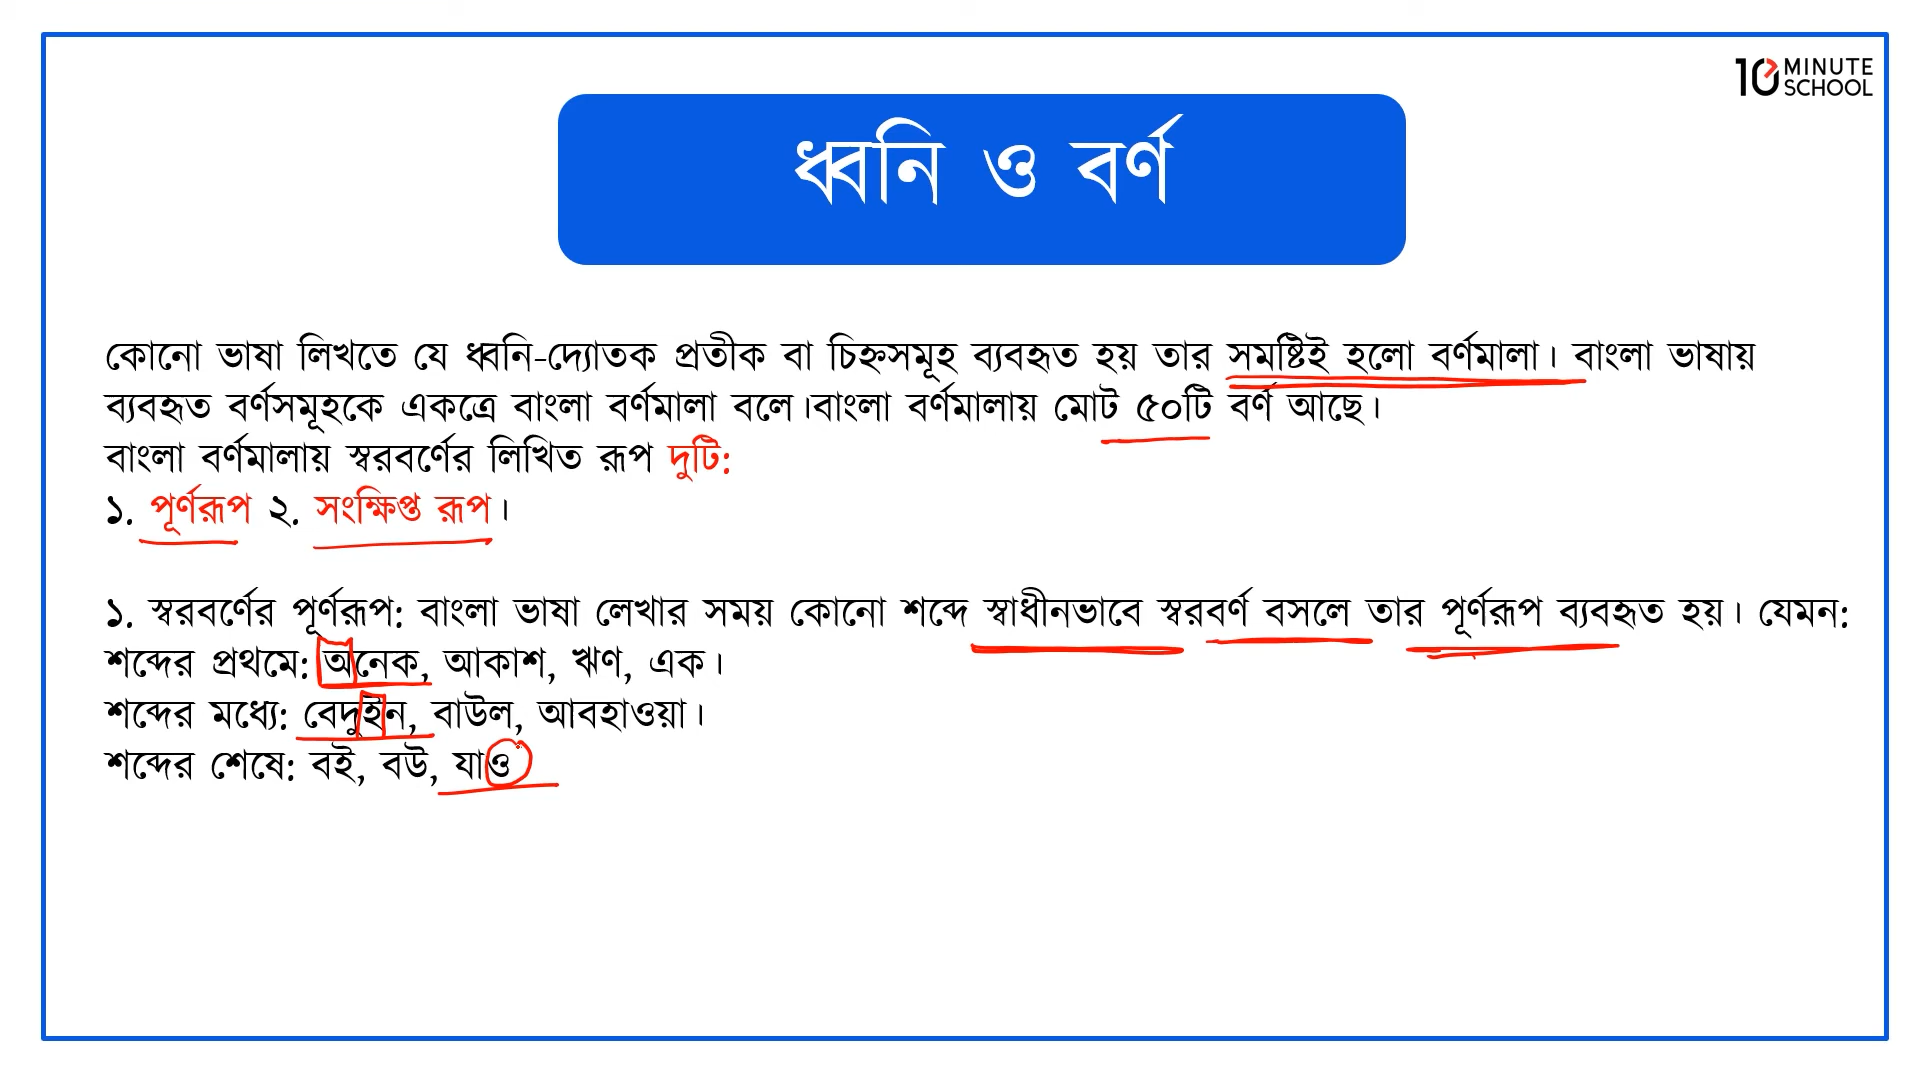 10 MINUTE SCHOOL
ধ্বনি ও বর্ণ
কোনো ভাষা লিখতে যে ধ্বনি-দ্যোতক প্রতীক বা চিহ্নসমূহ ব্যবহৃত হয় তার সমষ্টিই হলো বর্ণমালা। বাংলা ভাষায়
ব্যবহৃত বর্ণসমূহকে একত্রে বাংলা বর্ণমালা বলে।বাংলা বর্ণমালায় মোট ৫০টি বর্ণ আছে।
বাংলা বর্ণমালায় স্বরবর্ণের লিখিত রূপ দুটি:
১. পূর্ণরূপ ২. সংক্ষিপ্ত রূপ।
১. স্বরবর্ণের পূর্ণরূপ: বাংলা ভাষা লেখার সময় কোনো শব্দে স্বাধীনভাবে স্বরবর্ণ বসলে তার পূর্ণরূপ ব্যবহৃত হয়। যেমন:
শব্দের প্রথমে: অনেক, আকাশ, ঋণ, এক।
শব্দের মধ্যে: বেদুইন, বাউল, আবহাওয়া।
শব্দের শেষে: বই, বউ, যাও